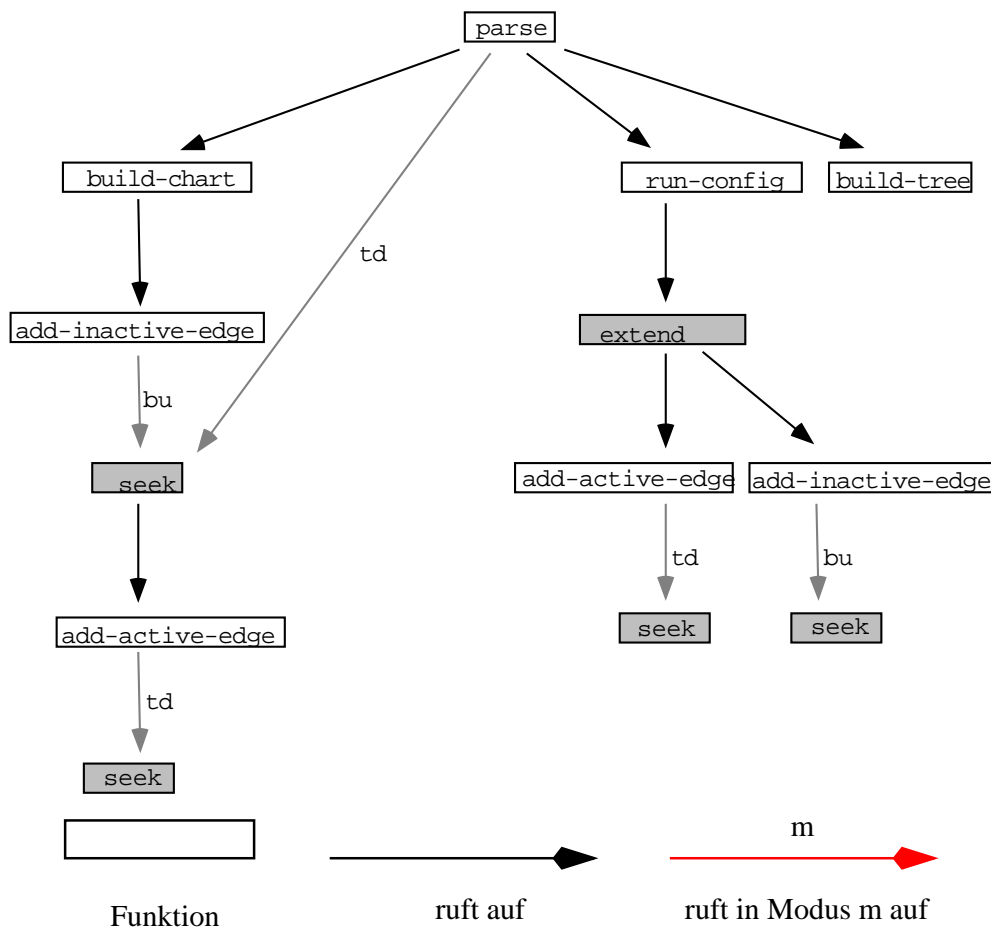 parse
build-chart
run-config
build-tree
td
add-inactive-edge
extend
bu
seek
add-active-edge
add-inactive-edge
td
bu
add-active-edge
seek
seek
td
seek
m
Funktion
ruft auf
ruft in Modus m auf